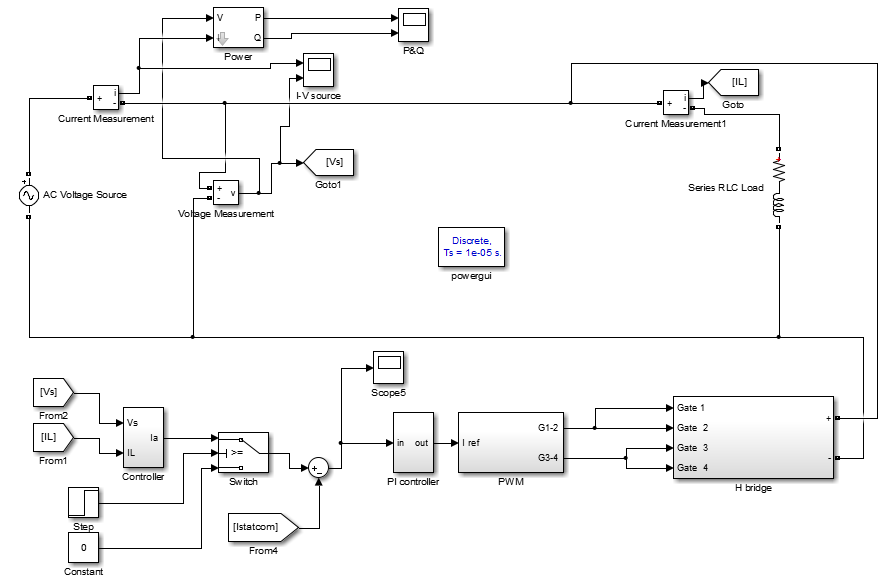 V P
i Q
Power
P&Q
I-V source
+ i -
Current Measurement
+ i -
Current Measurement1
[IL]
Goto
[Vs]
Goto1
+
AC Voltage Source
+ - v
Voltage Measurement
Series RLC Load
+
Discrete,
Ts = 1e-05 s.
powergui
Scope5
[Vs]
From2
[IL]
From1
Vs
Ia
IL
Controller
>=
Switch
+ -
in out
PI controller
I ref
G1-2
G3-4
PWM
Gate 1
Gate 2
Gate 3
Gate 4
+
-
H bridge
Step
0
Constant
[Istatcom]
From4